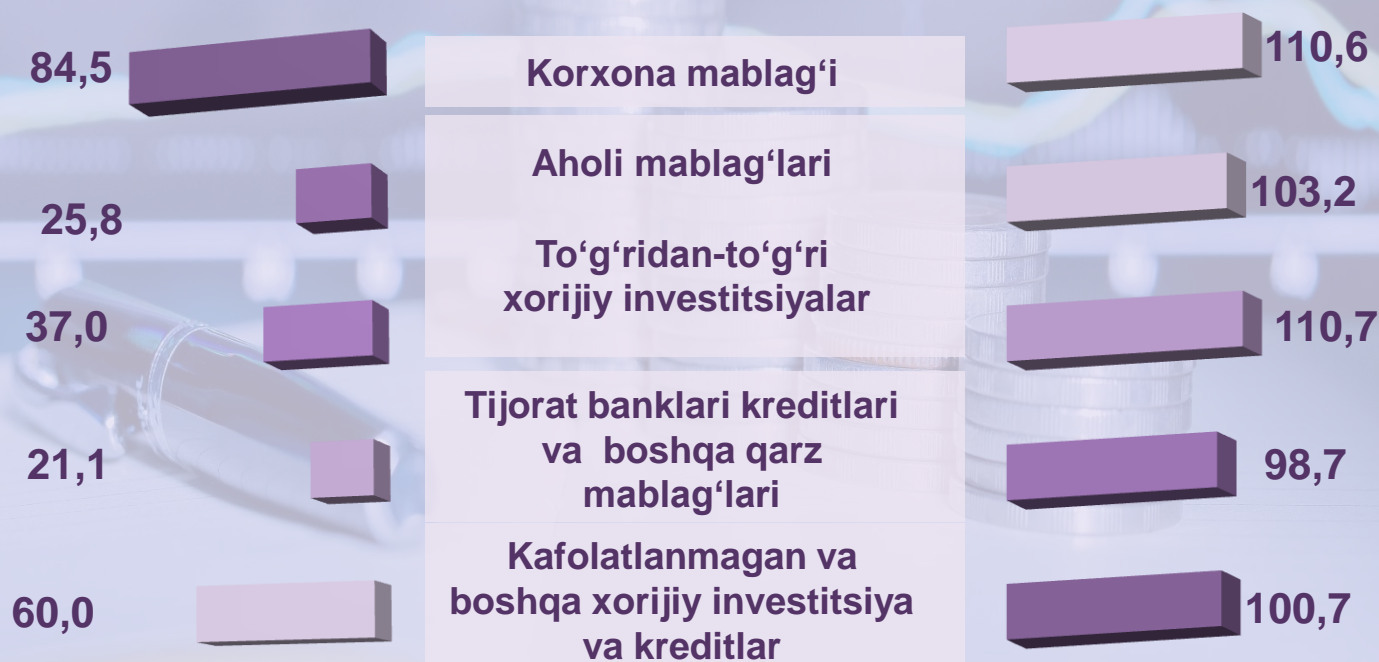 84,5
Korxona mablag‘i
110,6
25,8
Aholi mablag‘lari
103,2
37,0
To‘g‘ridan-to‘g‘ri
xorijiy investitsiyalar
110,7
21,1
Tijorat banklari kreditlari
va boshqa qarz
mablag‘lari
98,7
60,0
Kafolatlanmagan va
boshqa xorijiy investitsiya
va kreditlar
100,7